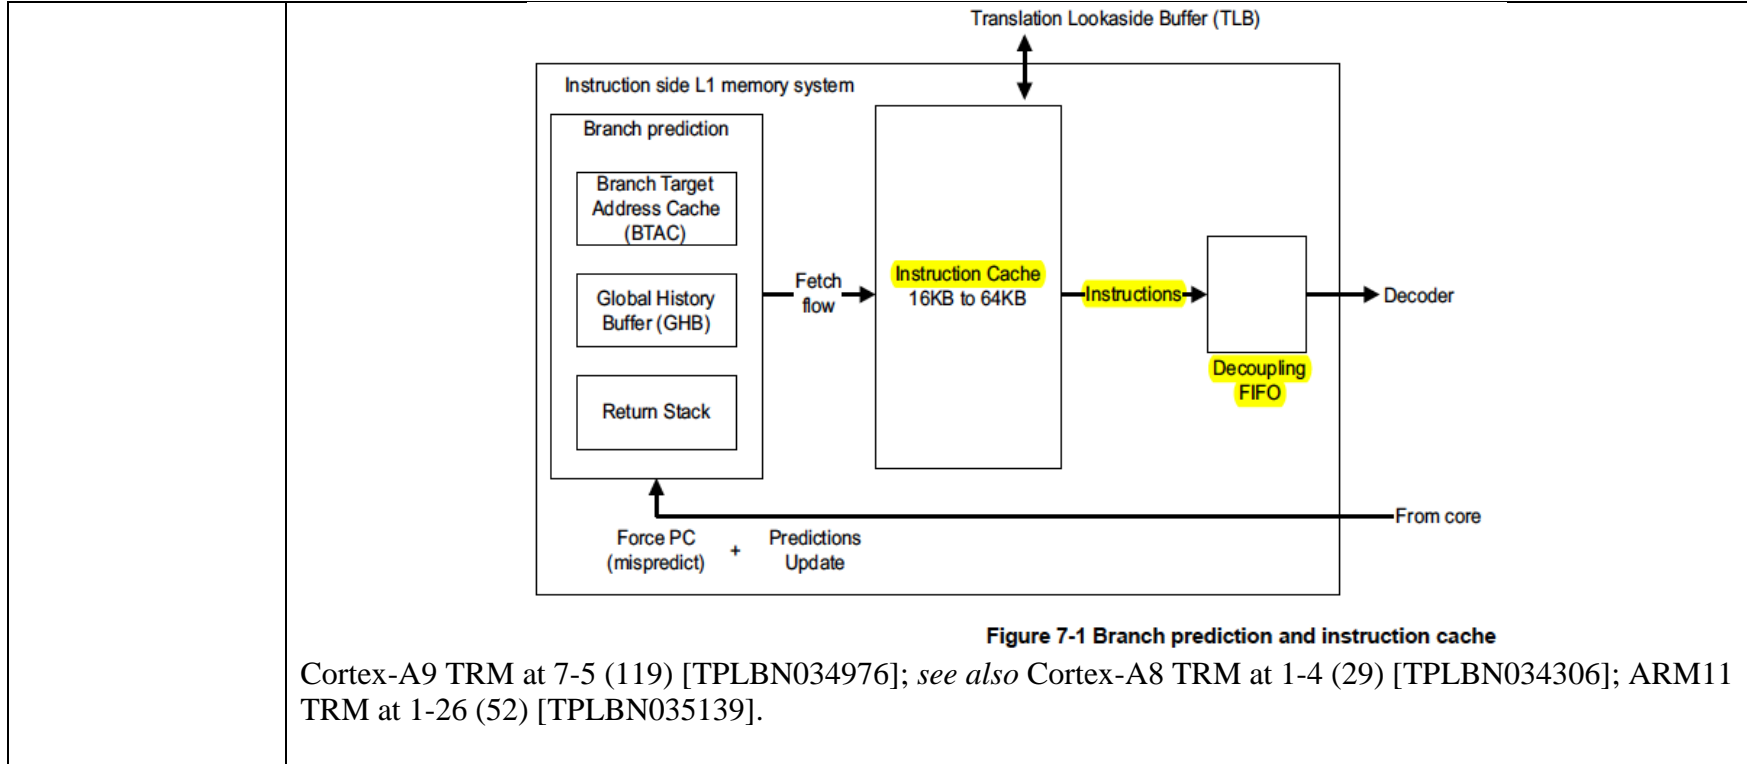 Translation Lookaside Buffer (TLB)
Instruction side L1 memory system
Branch prediction
Branch Target
Address Cache
(BTAC)
Global History
Buffer (GHB)
Return Stack
Fetch
flow
Instruction Cache
16KB to 64KB
Instructions
Decoupling
FIFO
Decoder
From core
Force PC
(mispredict)
+
Predictions
Update
Figure 7-1 Branch prediction and instruction cache
Cortex-A9 TRM at 7-5 (119) [TPLBN034976]; see also Cortex-A8 TRM at 1-4 (29) [TPLBN034306]; ARM11
TRM at 1-26 (52) [TPLBN035139].